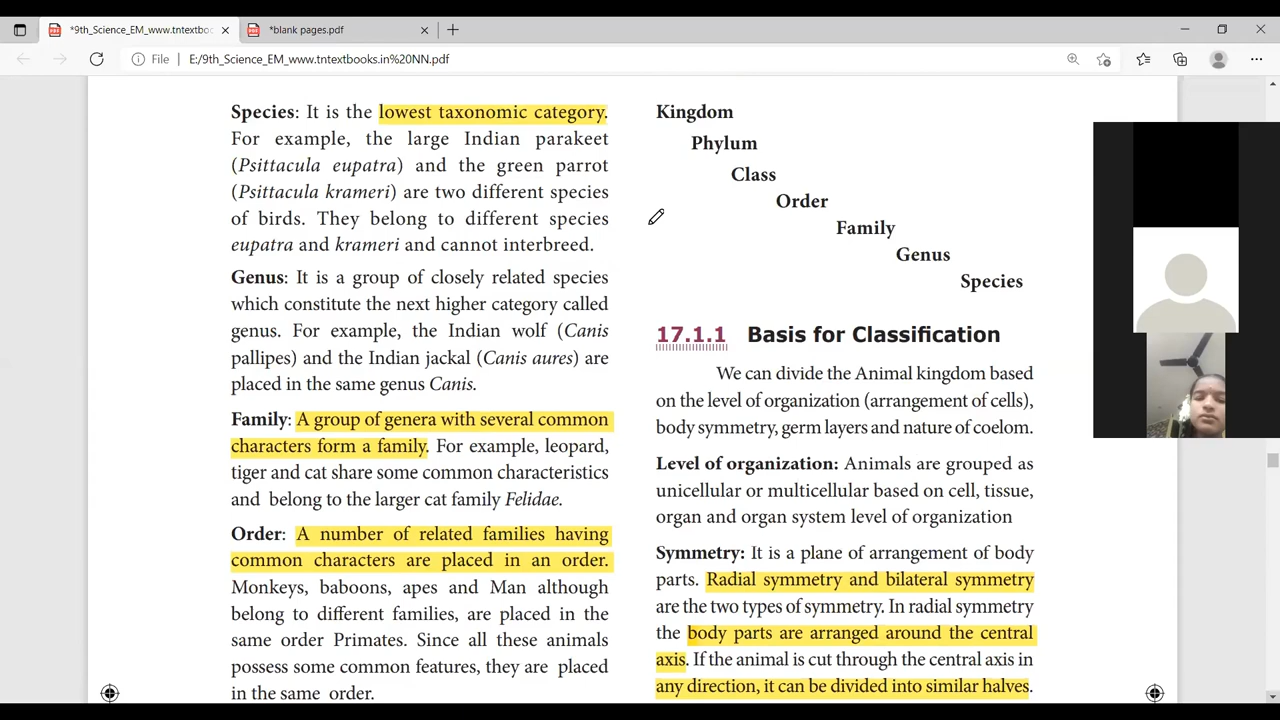 *9th_Science_EM_www.tntextbooc
*blank pages.pdf
File
E:/9th_Science_EM_www.tntextbooks.in%20NN.pdf
Species: It is the lowest taxonomic category.
For example, the large Indian parakeet
(Psittacula eupatra) and the green parrot
(Psittacula krameri) are two different species
of birds. They belong to different species
eupatra and krameri and cannot interbreed.
Genus: It is a group of closely related species
which constitute the next higher category called
genus. For example, the Indian wolf (Canis
pallipes) and the Indian jackal (Canis aures) are
placed in the same genus Canis.
Family: A group of genera with several common
characters form a family. For example, leopard,
tiger and cat share some common characteristics
and belong to the larger cat family Felidae.
Order: A number of related families having
common characters are placed in an order.
Monkeys, baboons, apes and Man although
belong to different families, are placed in the
same order Primates. Since all these animals
possess some common features, they are placed
in the same order.
Kingdom
Phylum
Class
Order
Family
Genus
Species
17.1.1 Basis for Classification
We can divide the Animal kingdom based
on the level of organization (arrangement of cells),
body symmetry, germ layers and nature of coelom.
Level of organization: Animals are grouped as
unicellular or multicellular based on cell, tissue,
organ and organ system level of organization
Symmetry: It is a plane of arrangement of body
parts. Radial symmetry and bilateral symmetry
are the two types of symmetry. In radial symmetry
the body parts are arranged around the central
axis. If the animal is cut through the central axis in
any direction, it can be divided into similar halves.